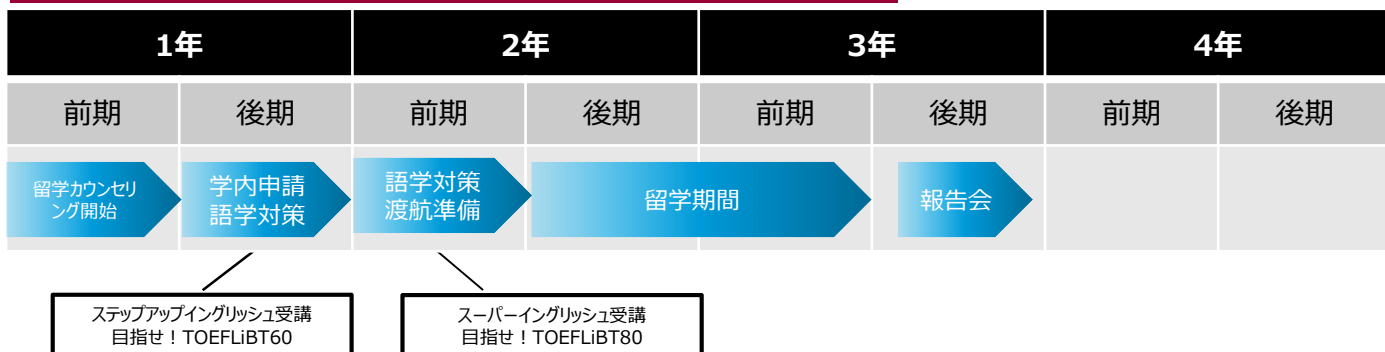 1年 2年 3年 4年
前期 後期 前期 後期 前期 後期 前期 後期
留学カウンセリ
ング開始
学内申請
語学対策
語学対策
渡航準備
留学期間
報告会
ステップアップイングリッシュ受講
目指せ！TOEFLiBT60
スーパーイングリッシュ受講
目指せ！TOEFLiBT80